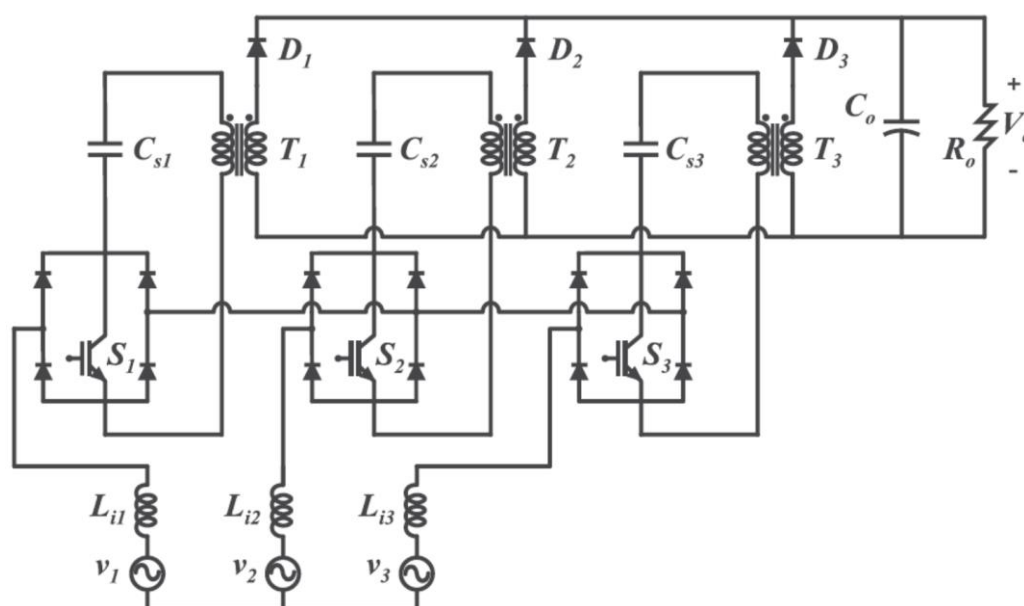 D1 D2 D3
Cs1 T1 Cs2 T2 Cs3 T3 Co Ro + V -
S1 S2 S3
Li1 Li2 Li3
v1 v2 v3